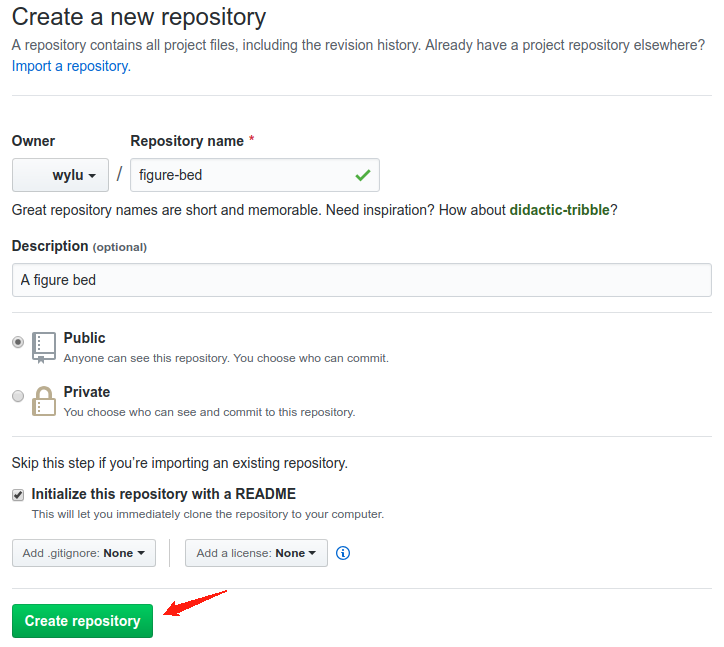 Create a new repository
A repository contains all project files, including the revision history. Already have a project repository elsewhere?
Import a repository.
Owner
Repository name *
wylu
/
figure-bed
Great repository names are short and memorable. Need inspiration? How about didactic-tribble?
Description (optional)
A figure bed
Public
Anyone can see this repository. You choose who can commit.
Private
You choose who can see and commit to this repository.
Skip this step if you’re importing an existing repository.
Initialize this repository with a README
This will let you immediately clone the repository to your computer.
Add .gitignore: None
Add a license: None
Create repository